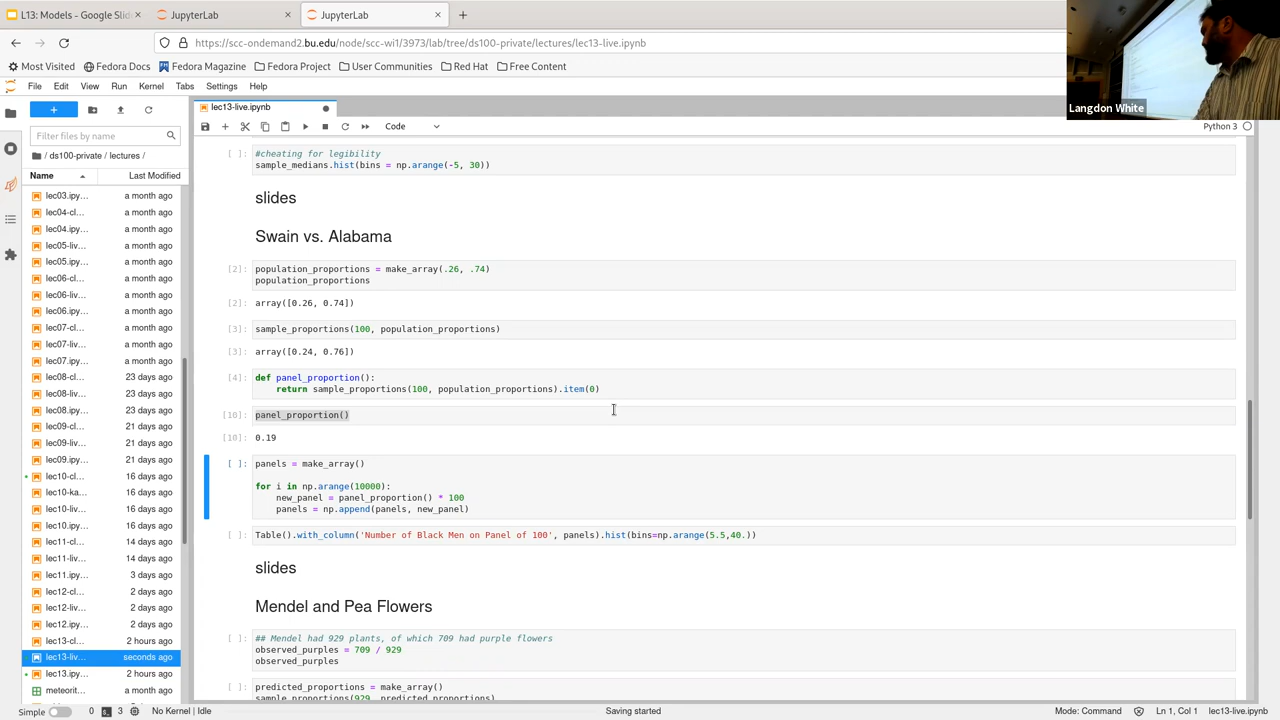 L13: Models - Google Slid
JupyterLab
JupyterLab
https://scc-ondemand2.bu.edu/node/scc-wi1/3973/lab/tree/ds100-private/lectures/lec13-live.ipynb
Most Visited
Fedora Docs
Fedora Magazine
Fedora Project
User Communities
Red Hat
Free Content
Langdon White
File Edit View Run Kernel Tabs Settings Help
lec13-live.ipynb
Filter files by name
Code
Python 3
/ ds100-private / lectures /
Name Last Modified
lec03.ipy… a month ago
lec04-cl… a month ago
lec04.ipy… a month ago
lec05-liv… a month ago
lec05.ipy… a month ago
lec06-cl… a month ago
lec06-liv… a month ago
lec06.ipy… a month ago
lec07-cl… a month ago
lec07-liv… a month ago
lec07.ipy… a month ago
lec08-cl… 23 days ago
lec08-liv… 23 days ago
lec08.ipy… 23 days ago
lec09-cl… 21 days ago
lec09-liv… 21 days ago
lec09.ipy… 21 days ago
lec10-cl… 16 days ago
lec10-ka… 16 days ago
lec10-liv… 16 days ago
lec10.ipy… 16 days ago
lec11-cl… 14 days ago
lec11-liv… 14 days ago
lec11.ipy… 3 days ago
lec12-cl… 2 days ago
lec12-liv… 2 days ago
lec12.ipy… 2 days ago
lec13-cl… 2 hours ago
lec13-liv… seconds ago
lec13.ipy… 2 hours ago
meteorit… a month ago
[ ]: #cheating for legibility
sample_medians.hist(bins = np.arange(-5, 30))
slides
Swain vs. Alabama
[2]: population_proportions = make_array(.26, .74)
population_proportions
[2]: array([0.26, 0.74])
[3]: sample_proportions(100, population_proportions)
[3]: array([0.24, 0.76])
[4]: def panel_proportion():
return sample_proportions(100, population_proportions).item(0)
[10]: panel_proportion()
[10]: 0.19
[ ]: panels = make_array()
for i in np.arange(10000):
new_panel = panel_proportion() * 100
panels = np.append(panels, new_panel)
[ ]: Table().with_column('Number of Black Men on Panel of 100', panels).hist(bins=np.arange(5.5,40.))
slides
Mendel and Pea Flowers
[ ]: ## Mendel had 929 plants, of which 709 had purple flowers
observed_purples = 709 / 929
observed_purples
[ ]: predicted_proportions = make_array()
sample_proportions(929, predicted_proportions)
Simple 0 3 No Kernel | Idle Saving started Mode: Command Ln 1, Col 1 lec13-live.ipynb